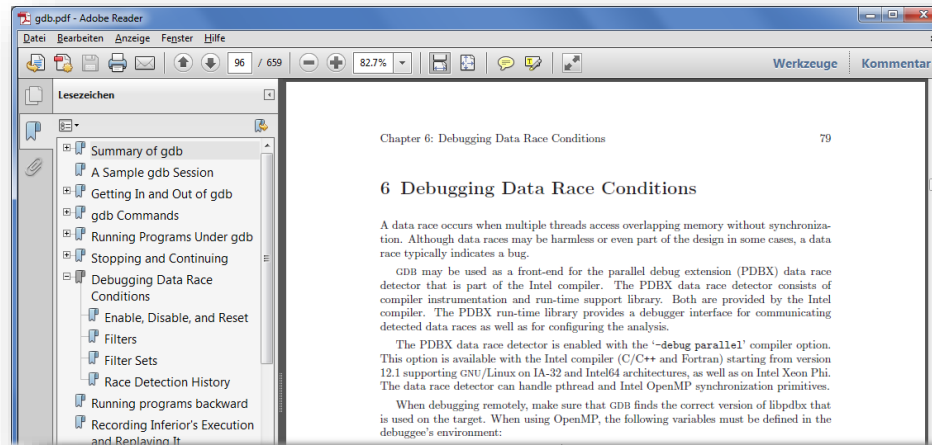 gdb.pdf - Adobe Reader
Datei Bearbeiten Anzeige Fenster Hilfe
96 / 659 82.7% Werkzeuge Kommentar
Lesezeichen
Summary of gdb
A Sample gdb Session
Getting In and Out of gdb
gdb Commands
Running Programs Under gdb
Stopping and Continuing
Debugging Data Race
Conditions
Enable, Disable, and Reset
Filters
Filter Sets
Race Detection History
Running programs backward
Recording Inferior's Execution
and Replaying It
Chapter 6: Debugging Data Race Conditions 79
6 Debugging Data Race Conditions
A data race occurs when multiple threads access overlapping memory without synchroniza-
tion. Although data races may be harmless or even part of the design in some cases, a data
race typically indicates a bug.
GDB may be used as a front-end for the parallel debug extension (PDBX) data race
detector that is part of the Intel compiler. The PDBX data race detector consists of
compiler instrumentation and run-time support library. Both are provided by the Intel
compiler. The PDBX run-time library provides a debugger interface for communicating
detected data races as well as for configuring the analysis.
The PDBX data race detector is enabled with the '-debug parallel' compiler option.
This option is available with the Intel compiler (C/C++ and Fortran) starting from version
12.1 supporting GNU/Linux on IA-32 and Intel64 architectures, as well as on Intel Xeon Phi.
The data race detector can handle pthread and Intel OpenMP synchronization primitives.
When debugging remotely, make sure that GDB finds the correct version of libpdbx that
is used on the target. When using OpenMP, the following variables must be defined in the
debuggee's environment: